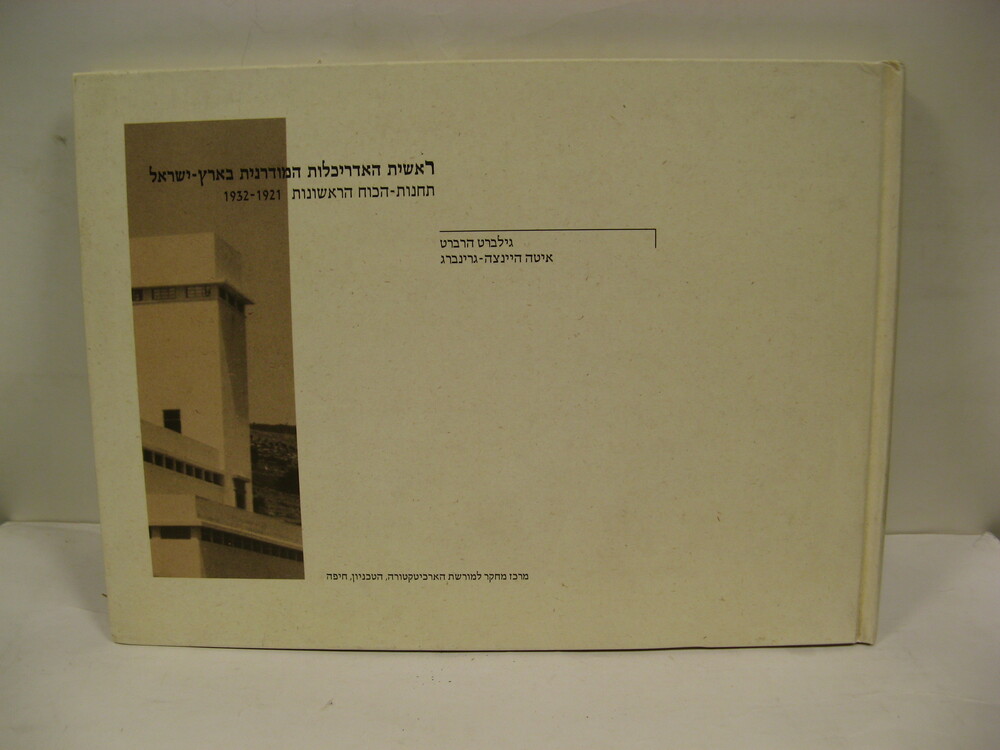 ראשית האדריכלות המודרנית בארץ-ישראל
תחנות-הכוח הראשונות 1932-1921
גילברט הרברט
איטה היינצה-גרינברג
מרכז מחקר למורשת הארכיטקטורה, הטכניון, חיפה